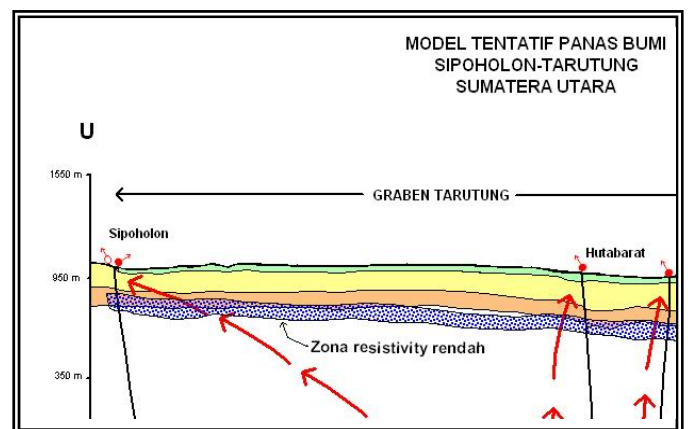 MODEL TENTATIF PANAS BUMI
SIPOHOLON-TARUTUNG
SUMATERA UTARA
U
1550 m
GRABEN TARUTUNG
Sipoholon
Hutabarat
950 m
Zona resistivity rendah
350 m